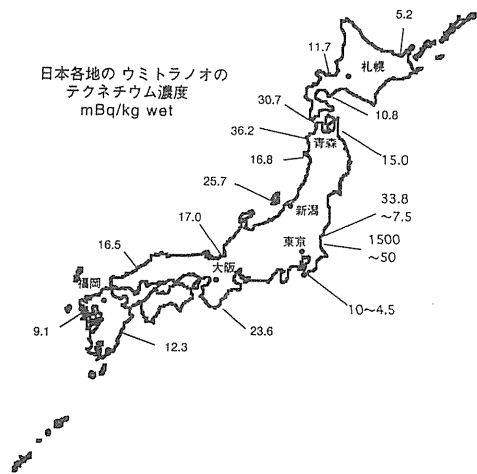 日本各地の ウミトラノオの
テクネチウム濃度
mBq/kg wet
5.2
11.7
札幌
10.8
30.7
36.2
青森
16.8
15.0
25.7
33.8
～7.5
新潟
17.0
東京
1500
～50
16.5
大阪
福岡
10～4.5
9.1
23.6
12.3